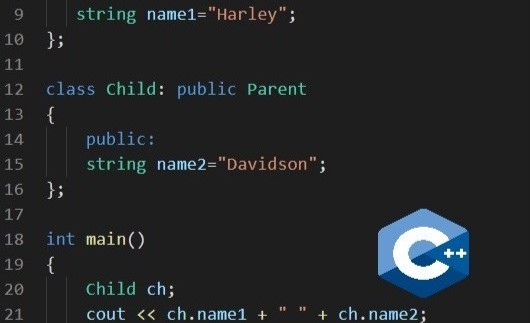 9 string name1="Harley";
10 };
11
12 class Child: public Parent
13 {
14 public:
15 string name2="Davidson";
16 };
17
18 int main()
19 {
20 Child ch;
21 cout << ch.name1 + " " + ch.name2;
C++